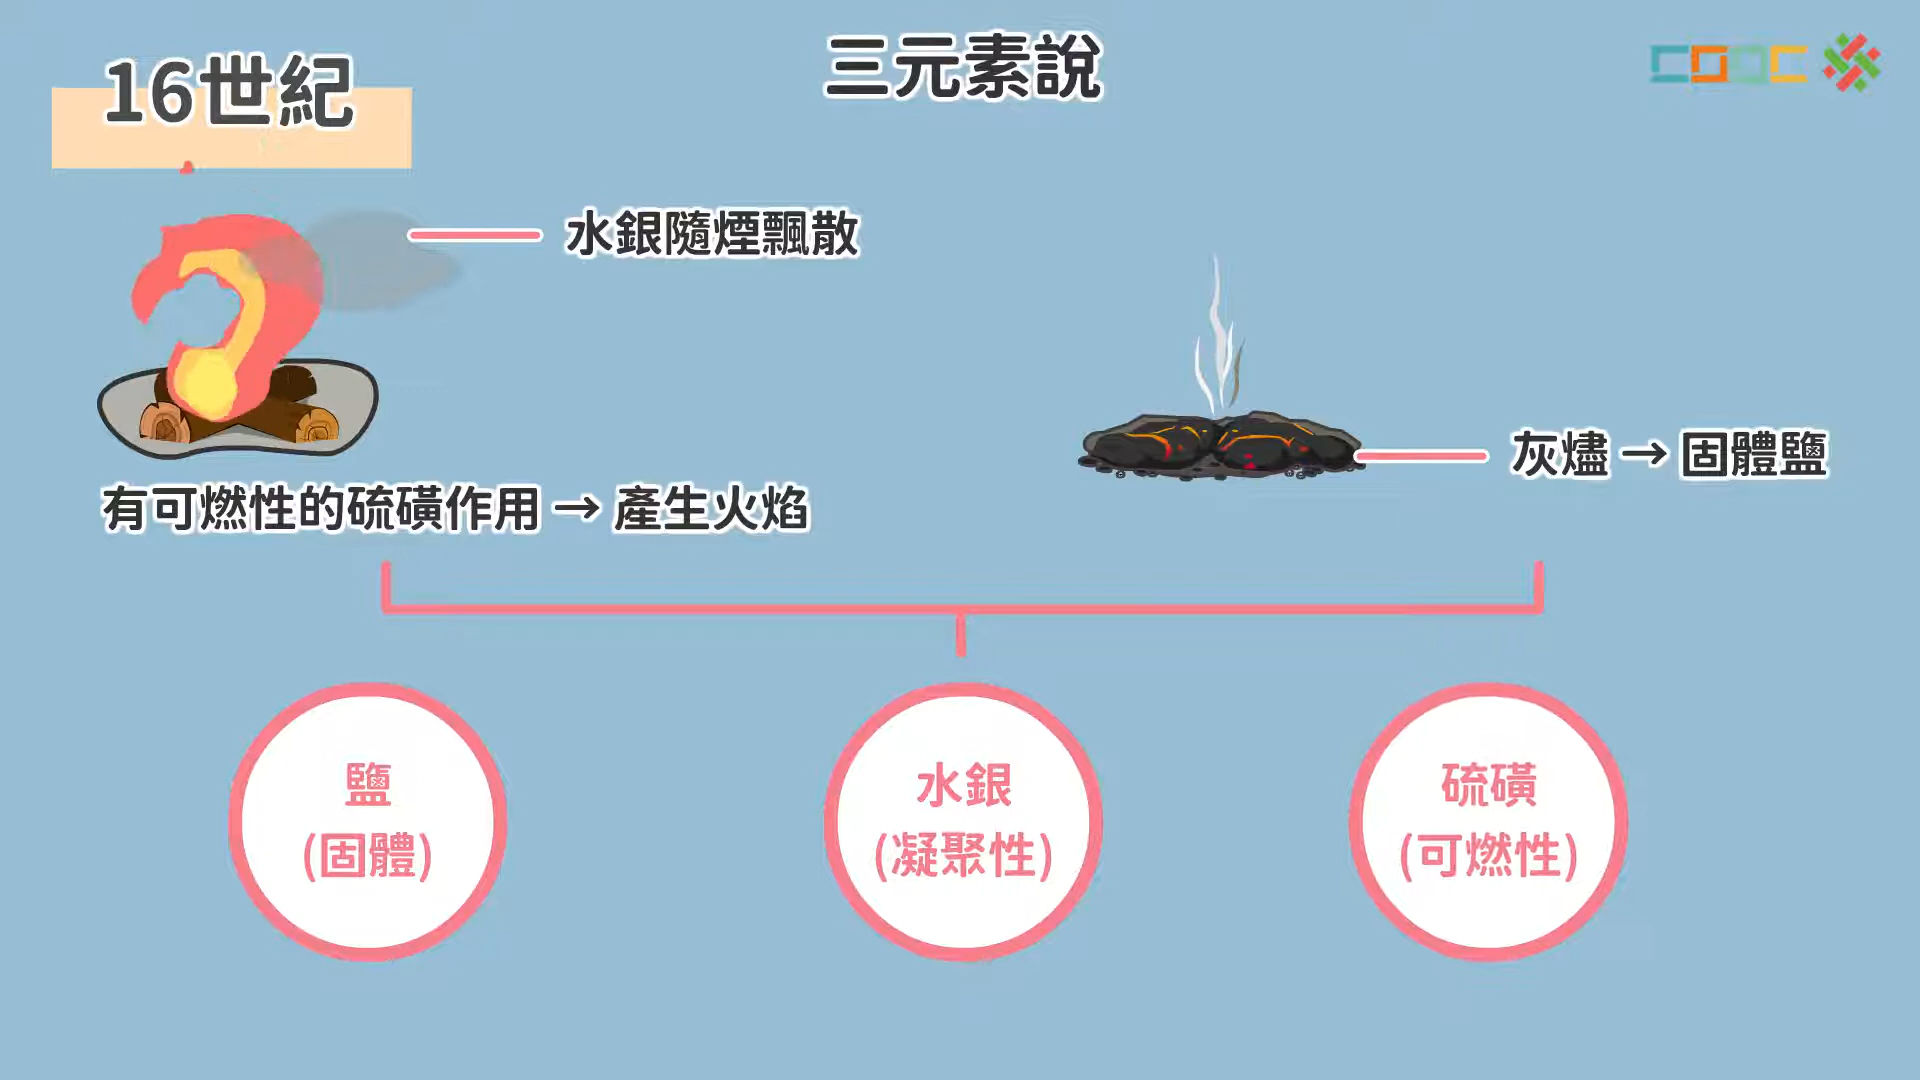 16世紀
三元素說
COOC
水銀隨煙飄散
灰燼 → 固體鹽
有可燃性的硫磺作用 → 產生火焰
鹽
(固體)
水銀
(凝聚性)
硫磺
(可燃性)